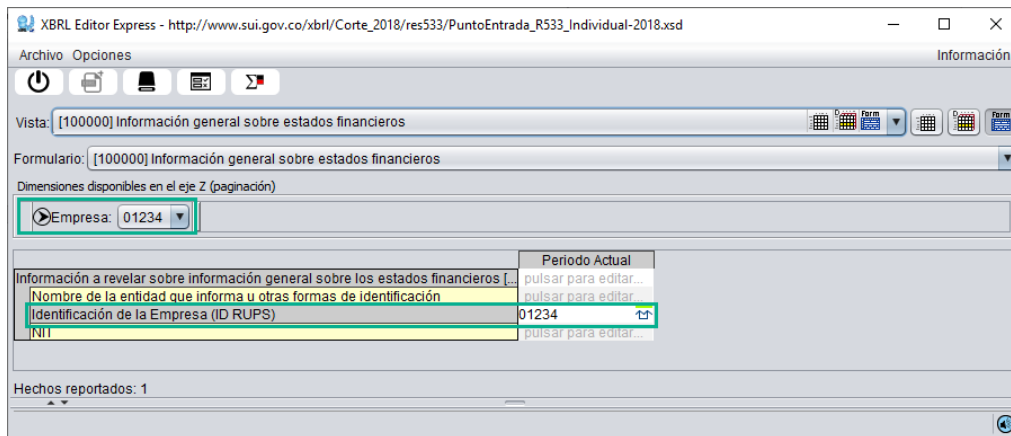 XBRL Editor Express - http://www.sui.gov.co/xbrl/Corte_2018/res533/PuntoEntrada_R533_Individual-2018.xsd
Archivo Opciones Información
Vista: [100000] Información general sobre estados financieros
Formulario: [100000] Información general sobre estados financieros
Dimensiones disponibles en el eje Z (paginación)
Empresa: 01234
Periodo Actual
Información a revelar sobre información general sobre los estados financieros [... pulsar para editar...
Nombre de la entidad que informa u otras formas de identificación pulsar para editar...
Identificación de la Empresa (ID RUPS) 01234
NIT pulsar para editar...
Hechos reportados: 1